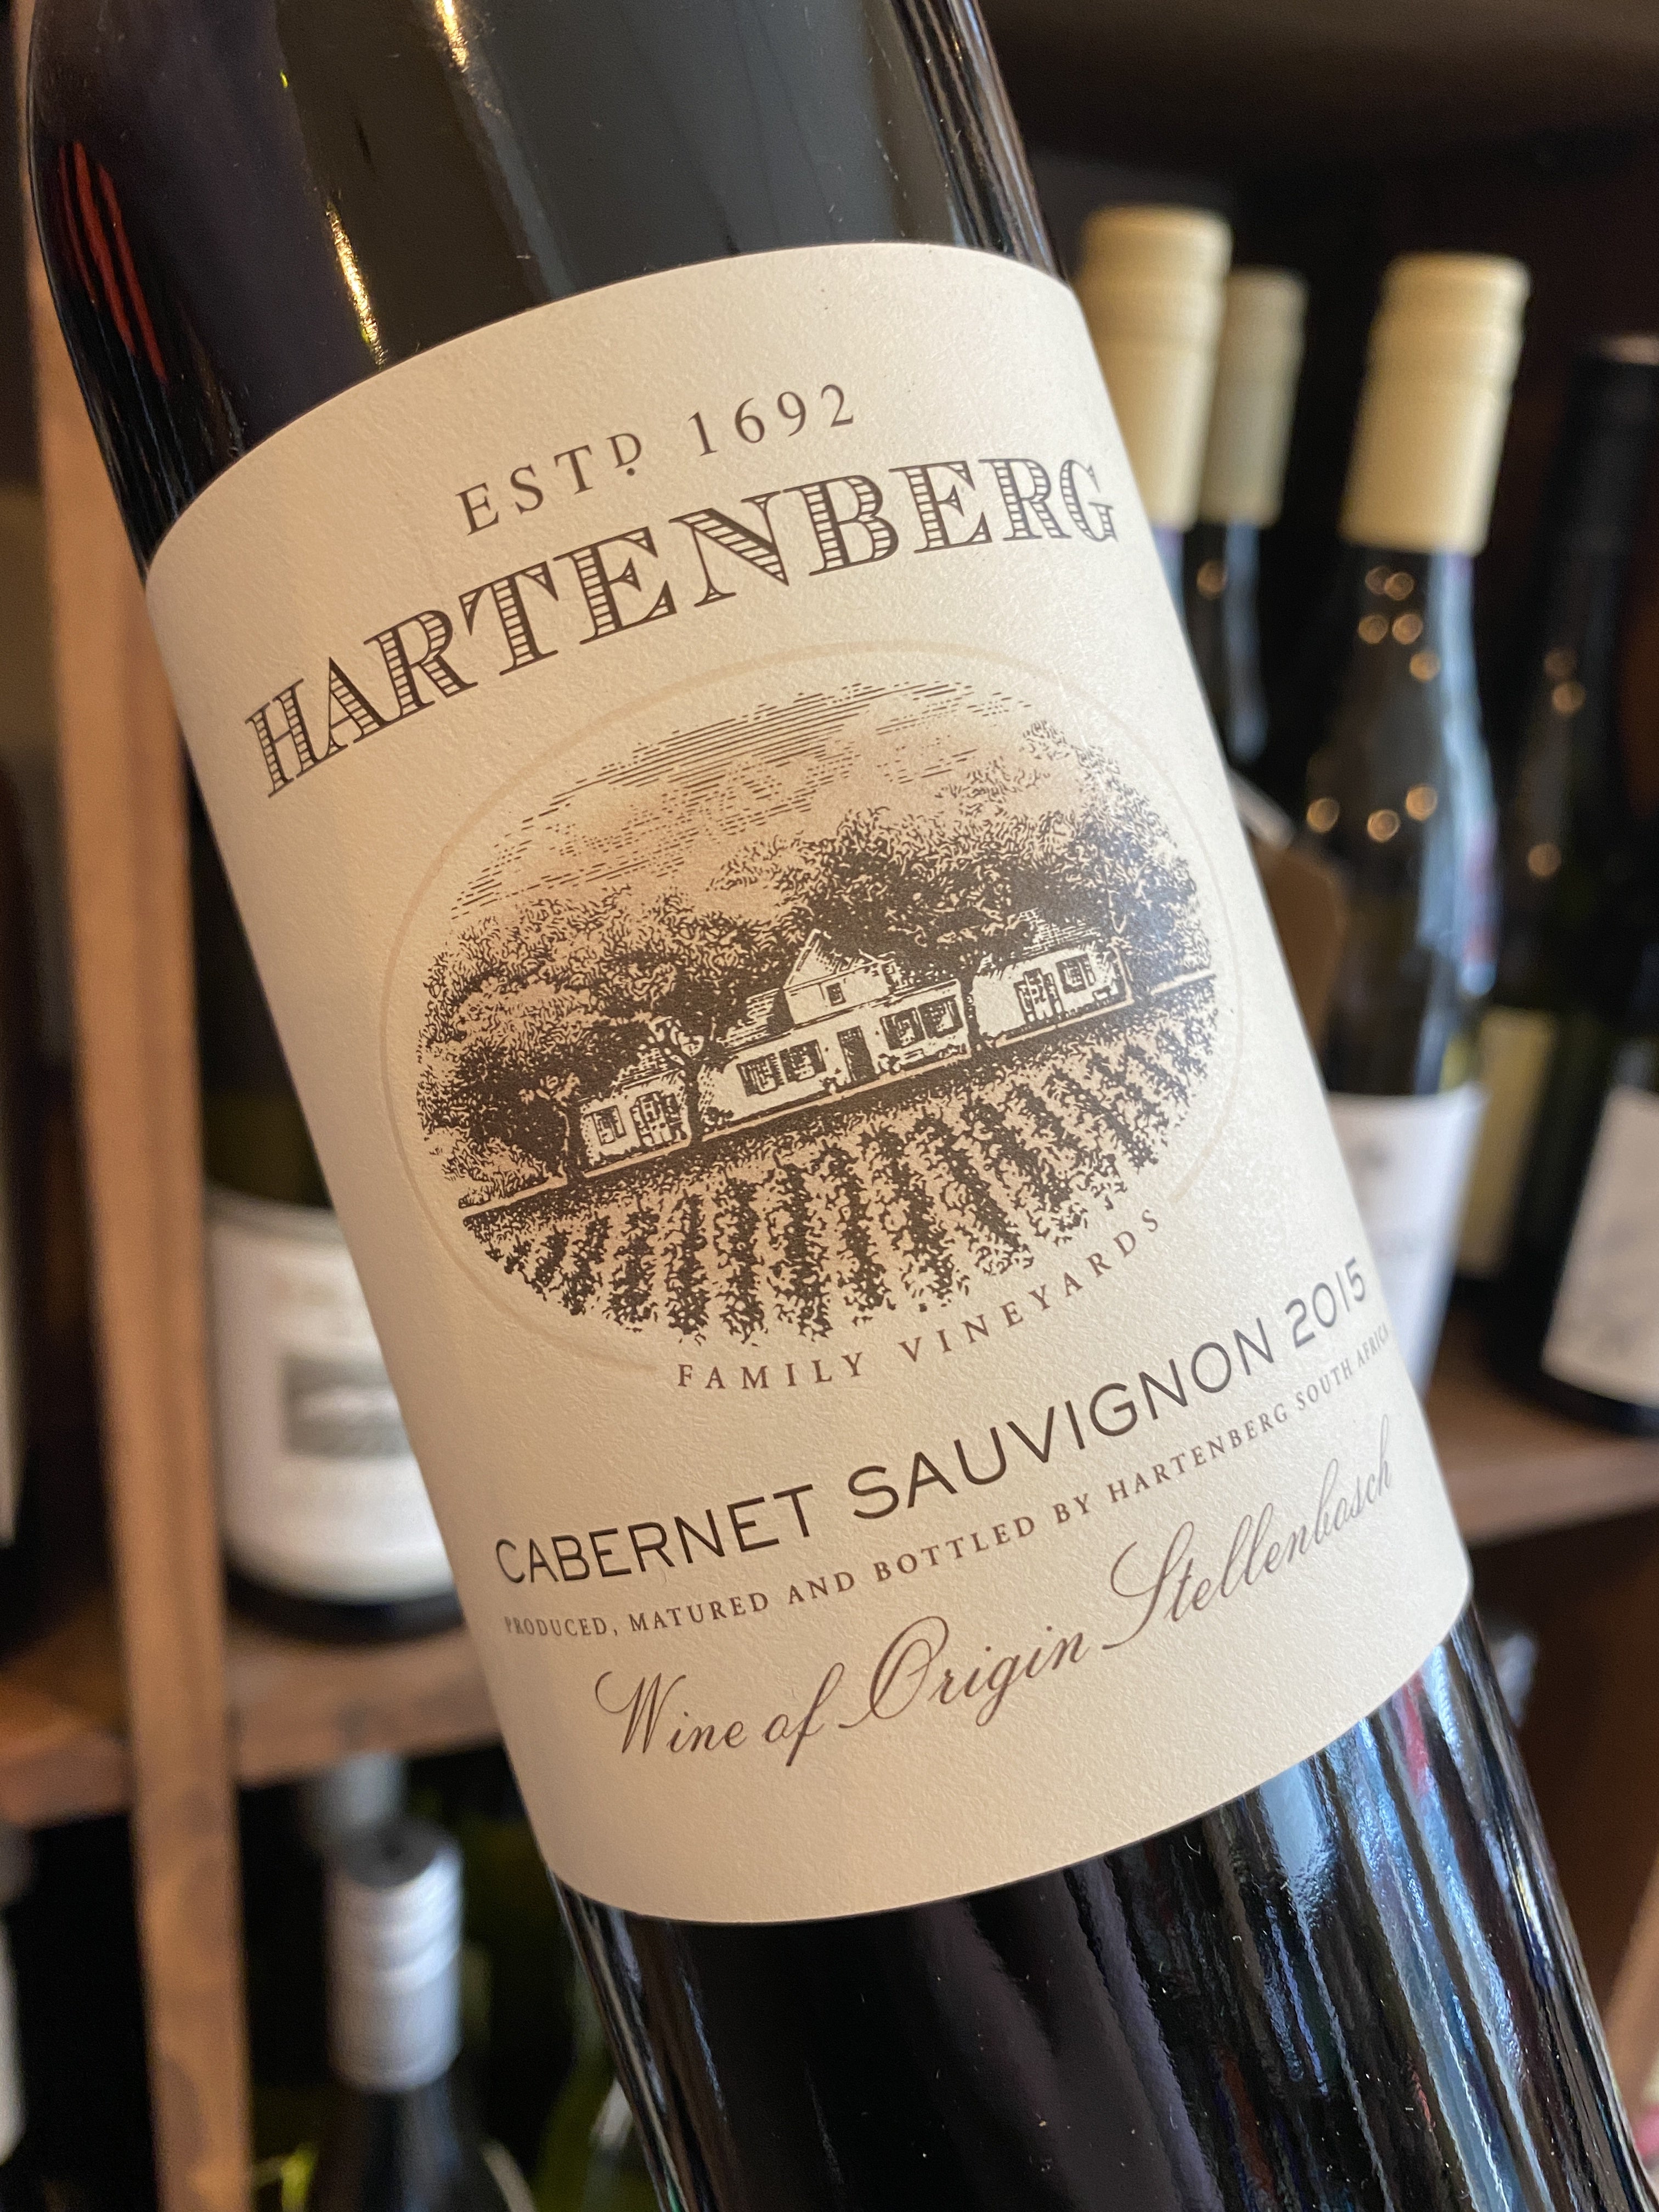 ESTD 1692
HARTENBERG
FAMILY VINEYARDS
CABERNET SAUVIGNON 2015
PRODUCED, MATURED AND BOTTLED BY HARTENBERG SOUTH AFRICA
Wine of Origin Stellenbosch